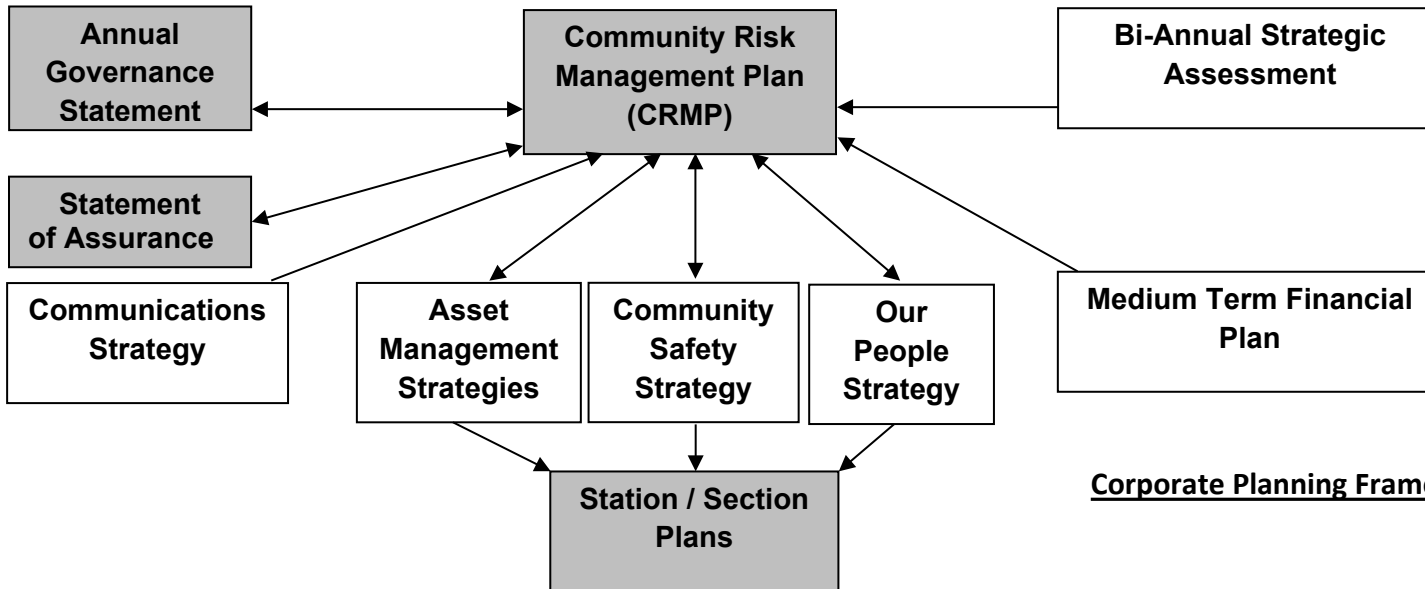 Annual
Governance
Statement
Community Risk
Management Plan
(CRMP)
Bi-Annual Strategic
Assessment
Statement
of Assurance
Communications
Strategy
Asset
Management
Strategies
Community
Safety
Strategy
Our
People
Strategy
Medium Term Financial
Plan
Station / Section
Plans
Corporate Planning Frame